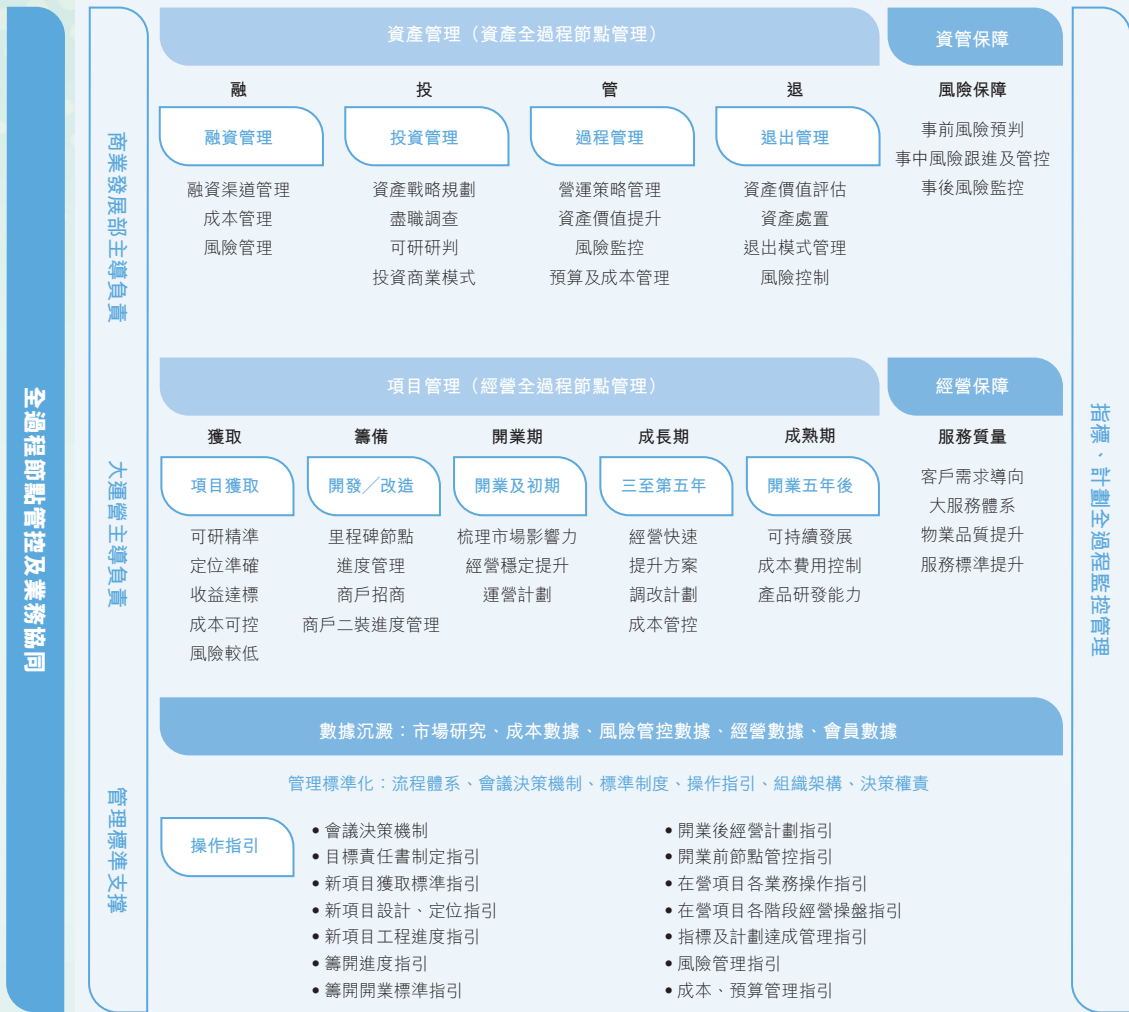 全過程節點管控及業務協同
商業發展部主導負責
資產管理（資產全過程節點管理）
資管保障
融
投
管
退
風險保障
融資管理
投資管理
過程管理
退出管理
事前風險預判
事中風險跟進及管控
事後風險監控
融資渠道管理
成本管理
風險管理
資產戰略規劃
盡職調查
可研研判
投資商業模式
營運策略管理
資產價值提升
風險監控
預算及成本管理
資產價值評估
資產處置
退出模式管理
風險控制
大運營主導負責
項目管理（經營全過程節點管理）
經營保障
獲取
籌備
開業期
成長期
成熟期
服務質量
項目獲取
開發／改造
開業及初期
三至第五年
開業五年後
可研精準
定位準確
收益達標
成本可控
風險較低
里程碑節點
進度管理
商戶招商
商戶二裝進度管理
梳理市場影響力
經營穩定提升
運營計劃
經營快速
提升方案
調改計劃
成本管控
可持續發展
成本費用控制
產品研發能力
客戶需求導向
大服務體系
物業品質提升
服務標準提升
管理標準支撐
數據沉澱：市場研究、成本數據、風險管控數據、經營數據、會員數據
管理標準化：流程體系、會議決策機制、標準制度、操作指引、組織架構、決策權責
操作指引
• 會議決策機制
• 目標責任書制定指引
• 新項目獲取標準指引
• 新項目設計、定位指引
• 新項目工程進度指引
• 籌開進度指引
• 籌開開業標準指引
• 開業後經營計劃指引
• 開業前節點管控指引
• 在營項目各業務操作指引
• 在營項目各階段經營操盤指引
• 指標及計劃達成管理指引
• 風險管理指引
• 成本、預算管理指引
指標、計劃全過程監控管理